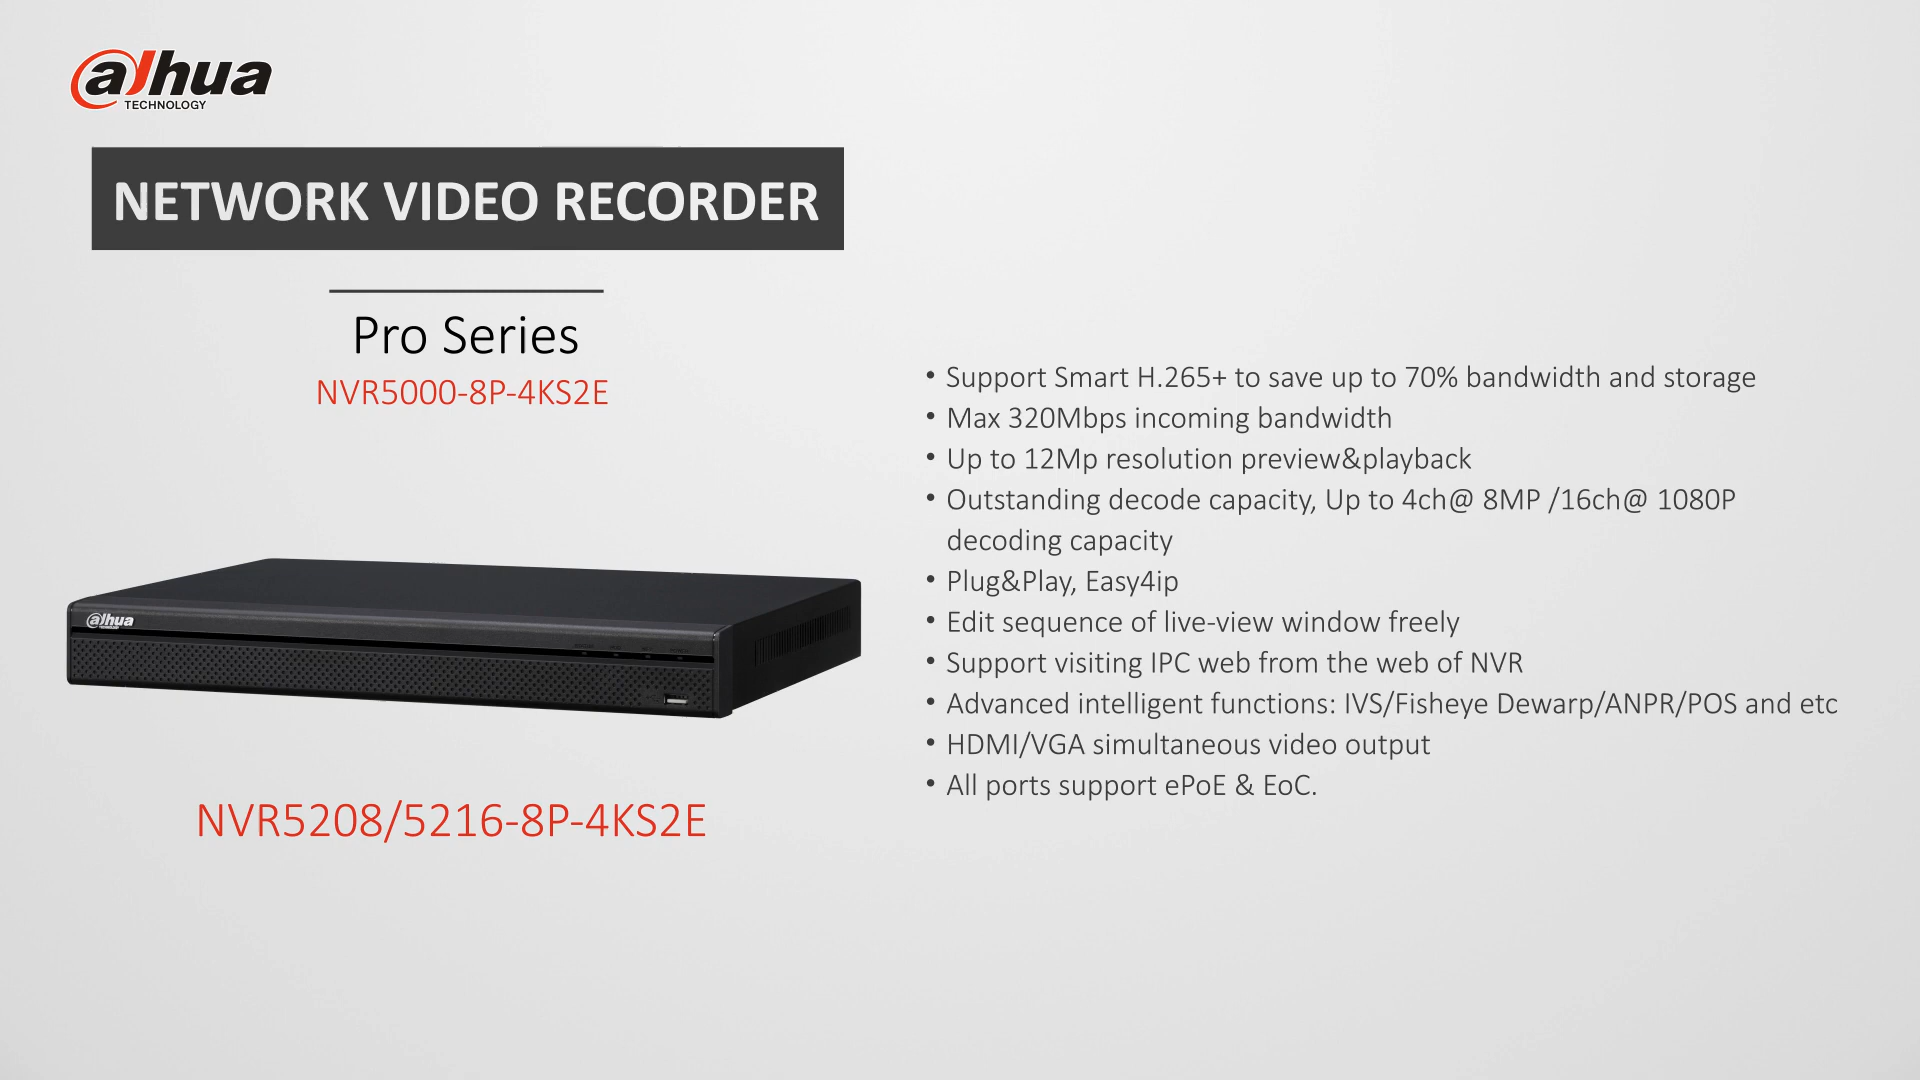 alhua
TECHNOLOGY
NETWORK VIDEO RECORDER
Pro Series
NVR5000-8P-4KS2E
alhua
TECHNOLOGY
NVR5208/5216-8P-4KS2E
• Support Smart H.265+ to save up to 70% bandwidth and storage
• Max 320Mbps incoming bandwidth
• Up to 12Mp resolution preview&playback
• Outstanding decode capacity, Up to 4ch@ 8MP /16ch@ 1080P
decoding capacity
• Plug&Play, Easy4ip
• Edit sequence of live-view window freely
• Support visiting IPC web from the web of NVR
• Advanced intelligent functions: IVS/Fisheye Dewarp/ANPR/POS and etc
• HDMI/VGA simultaneous video output
• All ports support ePoE & EoC.